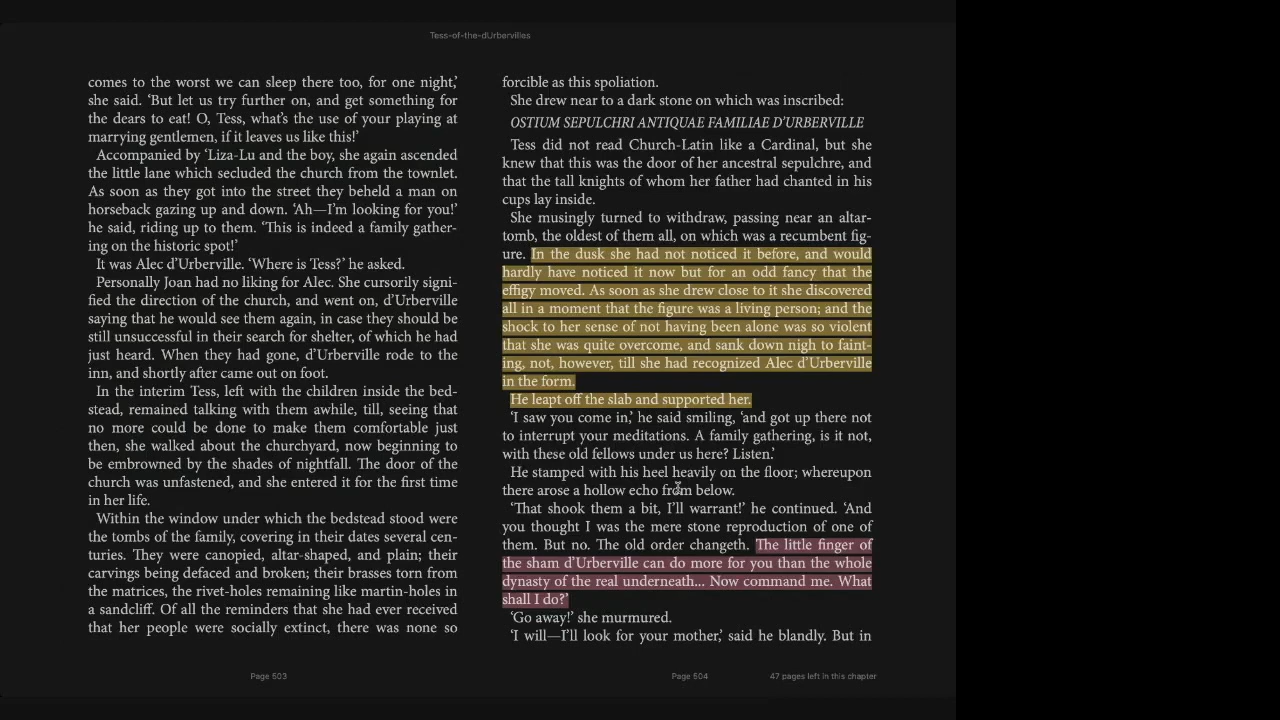 Tess-of-the-dUrbervilles
comes to the worst we can sleep there too, for one night,’
she said. ‘But let us try further on, and get something for
the dears to eat! O, Tess, what’s the use of your playing at
marrying gentlemen, if it leaves us like this!’
Accompanied by ‘Liza-Lu and the boy, she again ascended
the little lane which secluded the church from the townlet.
As soon as they got into the street they beheld a man on
horseback gazing up and down. ‘Ah—I’m looking for you!’
he said, riding up to them. ‘This is indeed a family gather-
ing on the historic spot!’
It was Alec d’Urberville. ‘Where is Tess?’ he asked.
Personally Joan had no liking for Alec. She cursorily signi-
fied the direction of the church, and went on, d’Urberville
saying that he would see them again, in case they should be
still unsuccessful in their search for shelter, of which he had
just heard. When they had gone, d’Urberville rode to the
inn, and shortly after came out on foot.
In the interim Tess, left with the children inside the bed-
stead, remained talking with them awhile, till, seeing that
no more could be done to make them comfortable just
then, she walked about the churchyard, now beginning to
be embrowned by the shades of nightfall. The door of the
church was unfastened, and she entered it for the first time
in her life.
Within the window under which the bedstead stood were
the tombs of the family, covering in their dates several cen-
turies. They were canopied, altar-shaped, and plain; their
carvings being defaced and broken; their brasses torn from
the matrices, the rivet-holes remaining like martin-holes in
a sandcliff. Of all the reminders that she had ever received
that her people were socially extinct, there was none so
Page 503
forcible as this spoliation.
She drew near to a dark stone on which was inscribed:
OSTIUM SEPULCHRI ANTIQUAE FAMILIAE D’URBERVILLE
Tess did not read Church-Latin like a Cardinal, but she
knew that this was the door of her ancestral sepulchre, and
that the tall knights of whom her father had chanted in his
cups lay inside.
She musingly turned to withdraw, passing near an altar-
tomb, the oldest of them all, on which was a recumbent fig-
ure. In the dusk she had not noticed it before, and would
hardly have noticed it now but for an odd fancy that the
effigy moved. As soon as she drew close to it she discovered
all in a moment that the figure was a living person; and the
shock to her sense of not having been alone was so violent
that she was quite overcome, and sank down nigh to faint-
ing, not, however, till she had recognized Alec d’Urberville
in the form.
He leapt off the slab and supported her.
‘I saw you come in,’ he said smiling, ‘and got up there not
to interrupt your meditations. A family gathering, is it not,
with these old fellows under us here? Listen.’
He stamped with his heel heavily on the floor; whereupon
there arose a hollow echo from below.
‘That shook them a bit, I’ll warrant!’ he continued. ‘And
you thought I was the mere stone reproduction of one of
them. But no. The old order changeth. The little finger of
the sham d’Urberville can do more for you than the whole
dynasty of the real underneath... Now command me. What
shall I do?’
‘Go away!’ she murmured.
‘I will—I’ll look for your mother,’ said he blandly. But in
Page 504
47 pages left in this chapter